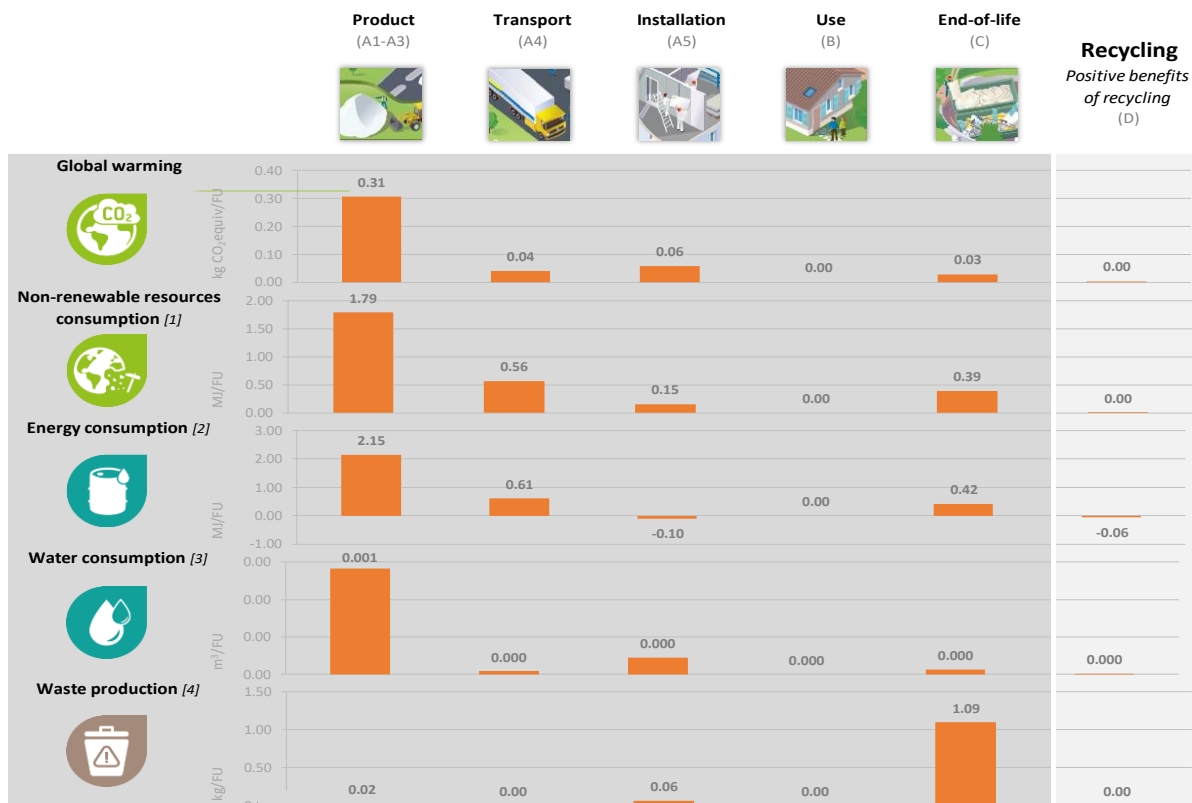 Product
(A1-A3)
Transport
(A4)
Installation
(A5)
Use
(B)
End-of-life
(C)
Recycling
Positive benefits
of recycling
(D)
Global warming
CO₂
kg CO₂equiv/FU
0.40
0.30
0.20
0.10
0.00
0.31
0.04
0.06
0.00
0.03
0.00
Non-renewable resources
consumption [1]
MJ/FU
2.00
1.50
1.00
0.50
0.00
1.79
0.56
0.15
0.00
0.39
0.00
Energy consumption [2]
MJ/FU
3.00
2.00
1.00
0.00
-1.00
2.15
0.61
-0.10
0.00
0.42
-0.06
Water consumption [3]
m³/FU
0.00
0.00
0.00
0.00
0.001
0.000
0.000
0.000
0.000
0.000
Waste production [4]
kg/FU
1.50
1.00
0.50
0.02
0.00
0.06
0.00
1.09
0.00